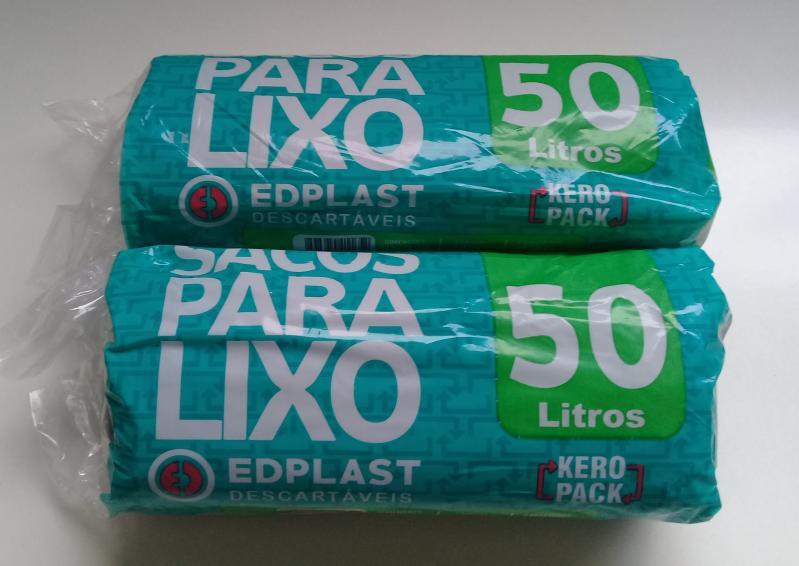 PARA
LIXO
50
Litros
EDPLAST
DESCARTÁVEIS
KERO
PACK
SACOS
PARA
LIXO
50
Litros
EDPLAST
DESCARTÁVEIS
KERO
PACK